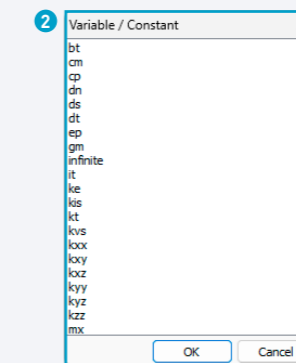 2
Variable / Constant
bt
cm
cp
dn
ds
dt
ep
gm
infinite
it
ke
kis
kt
kvs
kxx
kxy
kxz
kyy
kyz
kzz
mx
OK Cancel